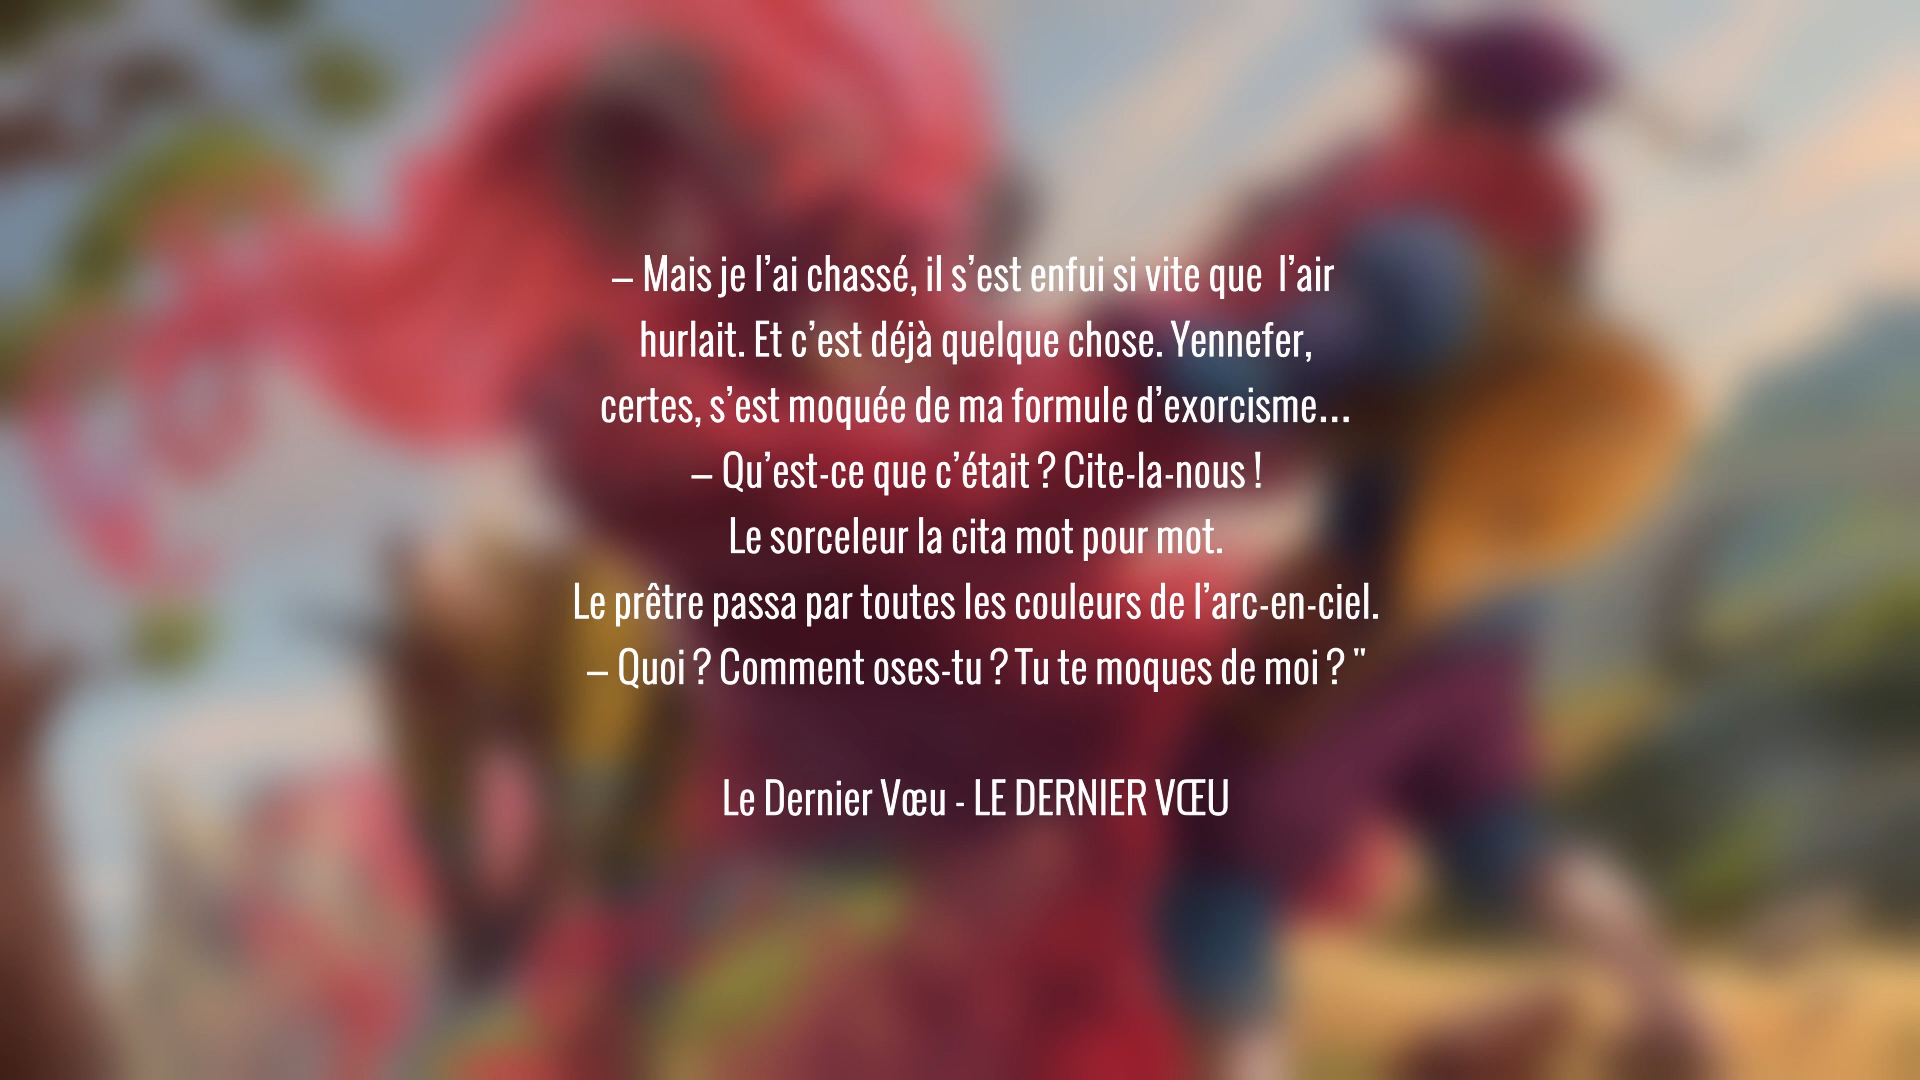 – Mais je l’ai chassé, il s’est enfui si vite que  l’air
hurlait. Et c’est déjà quelque chose. Yennefer,
certes, s’est moquée de ma formule d’exorcisme…
– Qu’est-ce que c’était ? Cite-la-nous !
Le sorceleur la cita mot pour mot.
Le prêtre passa par toutes les couleurs de l’arc-en-ciel.
– Quoi ? Comment oses-tu ? Tu te moques de moi ? "
Le Dernier Vœu - LE DERNIER VŒU